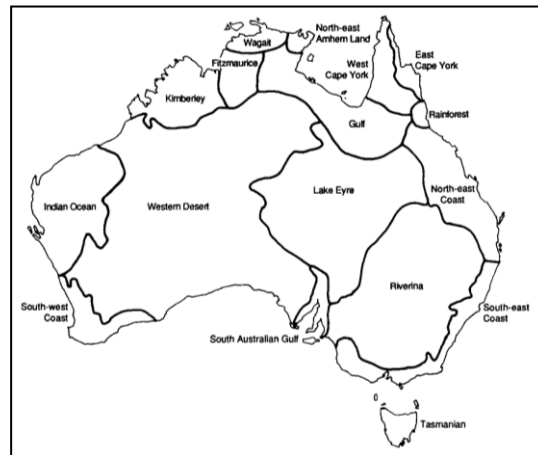 North-east
Arnhem Land
Wagait
Fitzmaurice
West
Cape York
East
Cape York
Kimberley
Gulf
Rainforest
Lake Eyre
North-east
Coast
Indian Ocean
Western Desert
Riverina
South-west
Coast
South-east
Coast
South Australian Gulf
Tasmanian